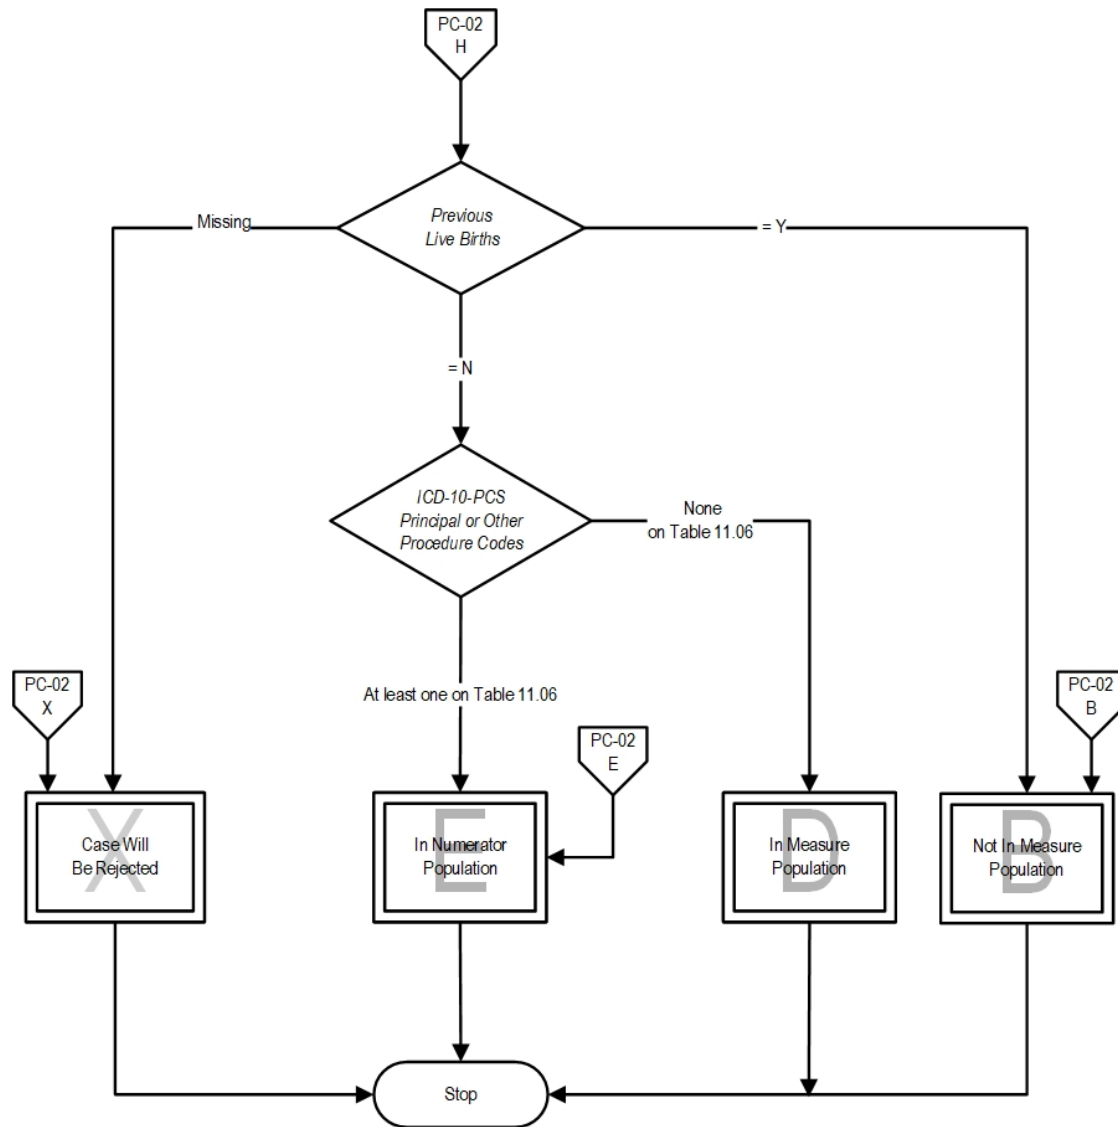 PC-02
H
Previous
Live Births
Missing
= Y
= N
ICD-10-PCS
Principal or Other
Procedure Codes
None
on Table 11.06
At least one on Table 11.06
PC-02
X
PC-02
E
PC-02
B
X
Case Will
Be Rejected
E
In Numerator
Population
D
In Measure
Population
B
Not In Measure
Population
Stop